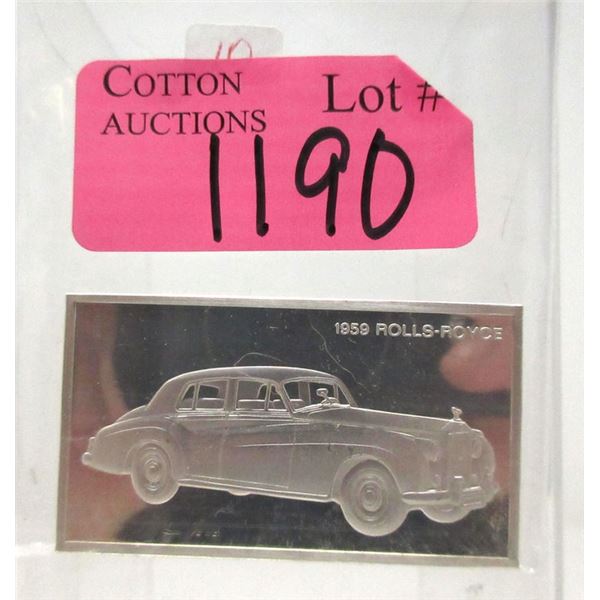 10
COTTON
AUCTIONS
Lot #
1190
1959 ROLLS-ROYCE